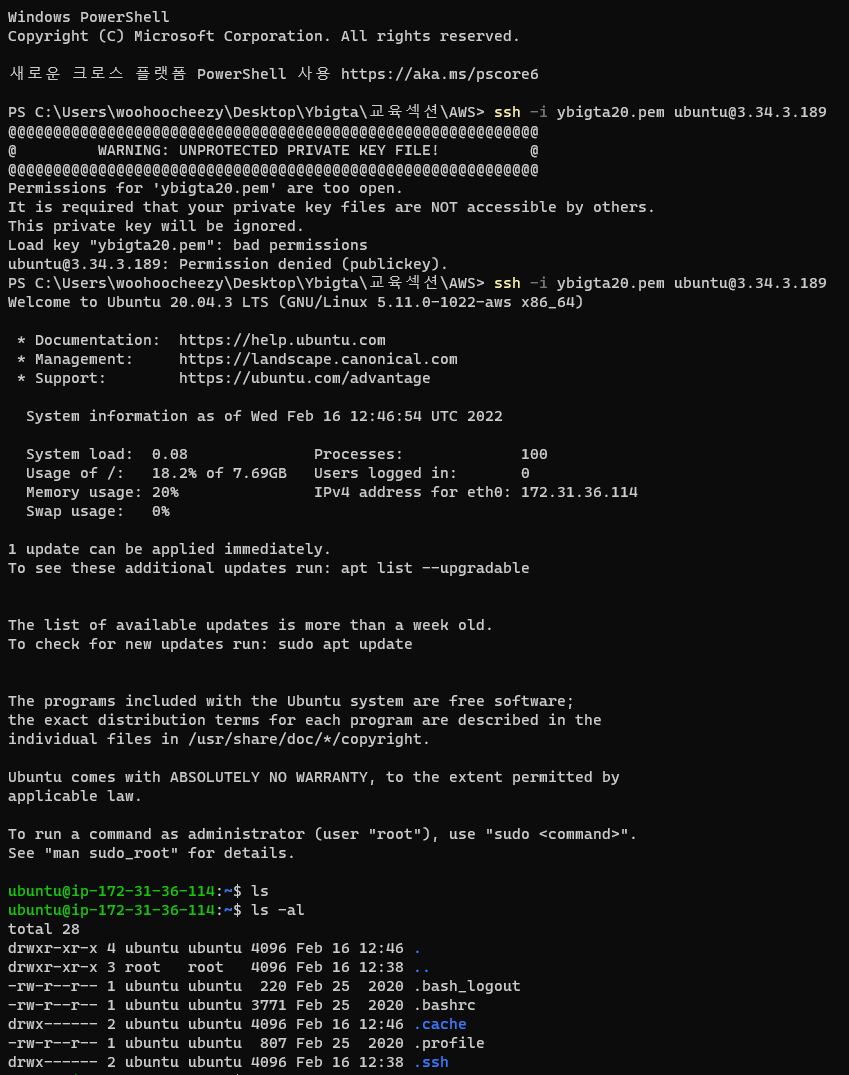 Windows PowerShell
Copyright (C) Microsoft Corporation. All rights reserved.
새로운 크로스 플랫폼 PowerShell 사용 https://aka.ms/pscore6
PS C:\Users\woohoocheezy\Desktop\Ybigta\교육섹션\AWS> ssh -i ybigta20.pem ubuntu@3.34.3.189
@@@@@@@@@@@@@@@@@@@@@@@@@@@@@@@@@@@@@@@@@@@@@@@@@@@@@@@@@@@
@         WARNING: UNPROTECTED PRIVATE KEY FILE!          @
@@@@@@@@@@@@@@@@@@@@@@@@@@@@@@@@@@@@@@@@@@@@@@@@@@@@@@@@@@@
Permissions for 'ybigta20.pem' are too open.
It is required that your private key files are NOT accessible by others.
This private key will be ignored.
Load key "ybigta20.pem": bad permissions
ubuntu@3.34.3.189: Permission denied (publickey).
PS C:\Users\woohoocheezy\Desktop\Ybigta\교육섹션\AWS> ssh -i ybigta20.pem ubuntu@3.34.3.189
Welcome to Ubuntu 20.04.3 LTS (GNU/Linux 5.11.0-1022-aws x86_64)
 * Documentation:  https://help.ubuntu.com
 * Management:     https://landscape.canonical.com
 * Support:        https://ubuntu.com/advantage
  System information as of Wed Feb 16 12:46:54 UTC 2022
  System load:  0.08              Processes:             100
  Usage of /:   18.2% of 7.69GB   Users logged in:       0
  Memory usage: 20%               IPv4 address for eth0: 172.31.36.114
  Swap usage:   0%
1 update can be applied immediately.
To see these additional updates run: apt list --upgradable
The list of available updates is more than a week old.
To check for new updates run: sudo apt update
The programs included with the Ubuntu system are free software;
the exact distribution terms for each program are described in the
individual files in /usr/share/doc/*/copyright.
Ubuntu comes with ABSOLUTELY NO WARRANTY, to the extent permitted by
applicable law.
To run a command as administrator (user "root"), use "sudo <command>".
See "man sudo_root" for details.
ubuntu@ip-172-31-36-114:~$ ls
ubuntu@ip-172-31-36-114:~$ ls -al
total 28
drwxr-xr-x 4 ubuntu ubuntu 4096 Feb 16 12:46 .
drwxr-xr-x 3 root   root   4096 Feb 16 12:38 ..
-rw-r--r-- 1 ubuntu ubuntu  220 Feb 25  2020 .bash_logout
-rw-r--r-- 1 ubuntu ubuntu 3771 Feb 25  2020 .bashrc
drwx------ 2 ubuntu ubuntu 4096 Feb 16 12:46 .cache
-rw-r--r-- 1 ubuntu ubuntu  807 Feb 25  2020 .profile
drwx------ 2 ubuntu ubuntu 4096 Feb 16 12:38 .ssh